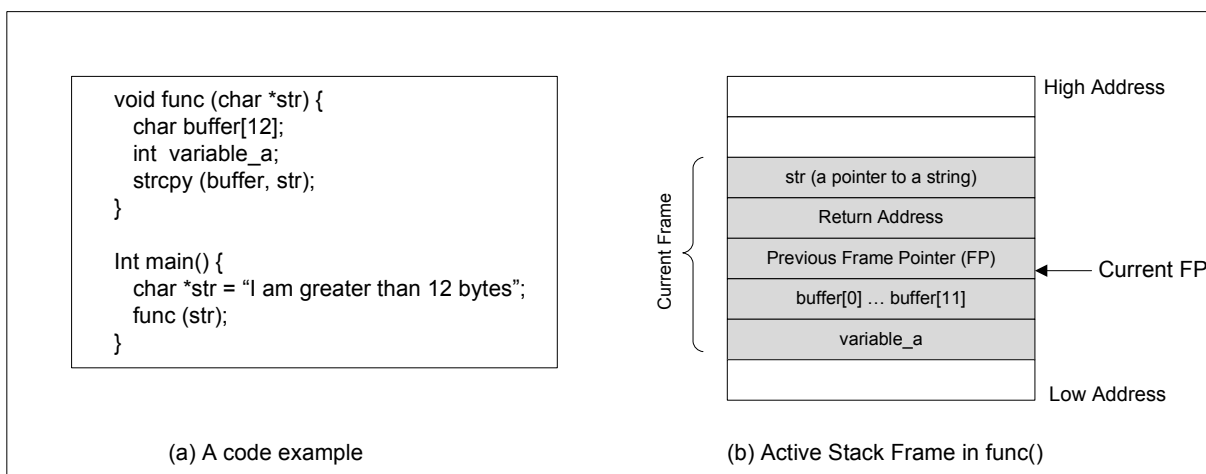 void func (char *str) {
char buffer[12];
int variable_a;
strcpy (buffer, str);
}
Int main() {
char *str = “I am greater than 12 bytes”;
func (str);
}
(a) A code example
High Address
Current Frame
str (a pointer to a string)
Return Address
Previous Frame Pointer (FP)
Current FP
buffer[0] … buffer[11]
variable_a
Low Address
(b) Active Stack Frame in func()